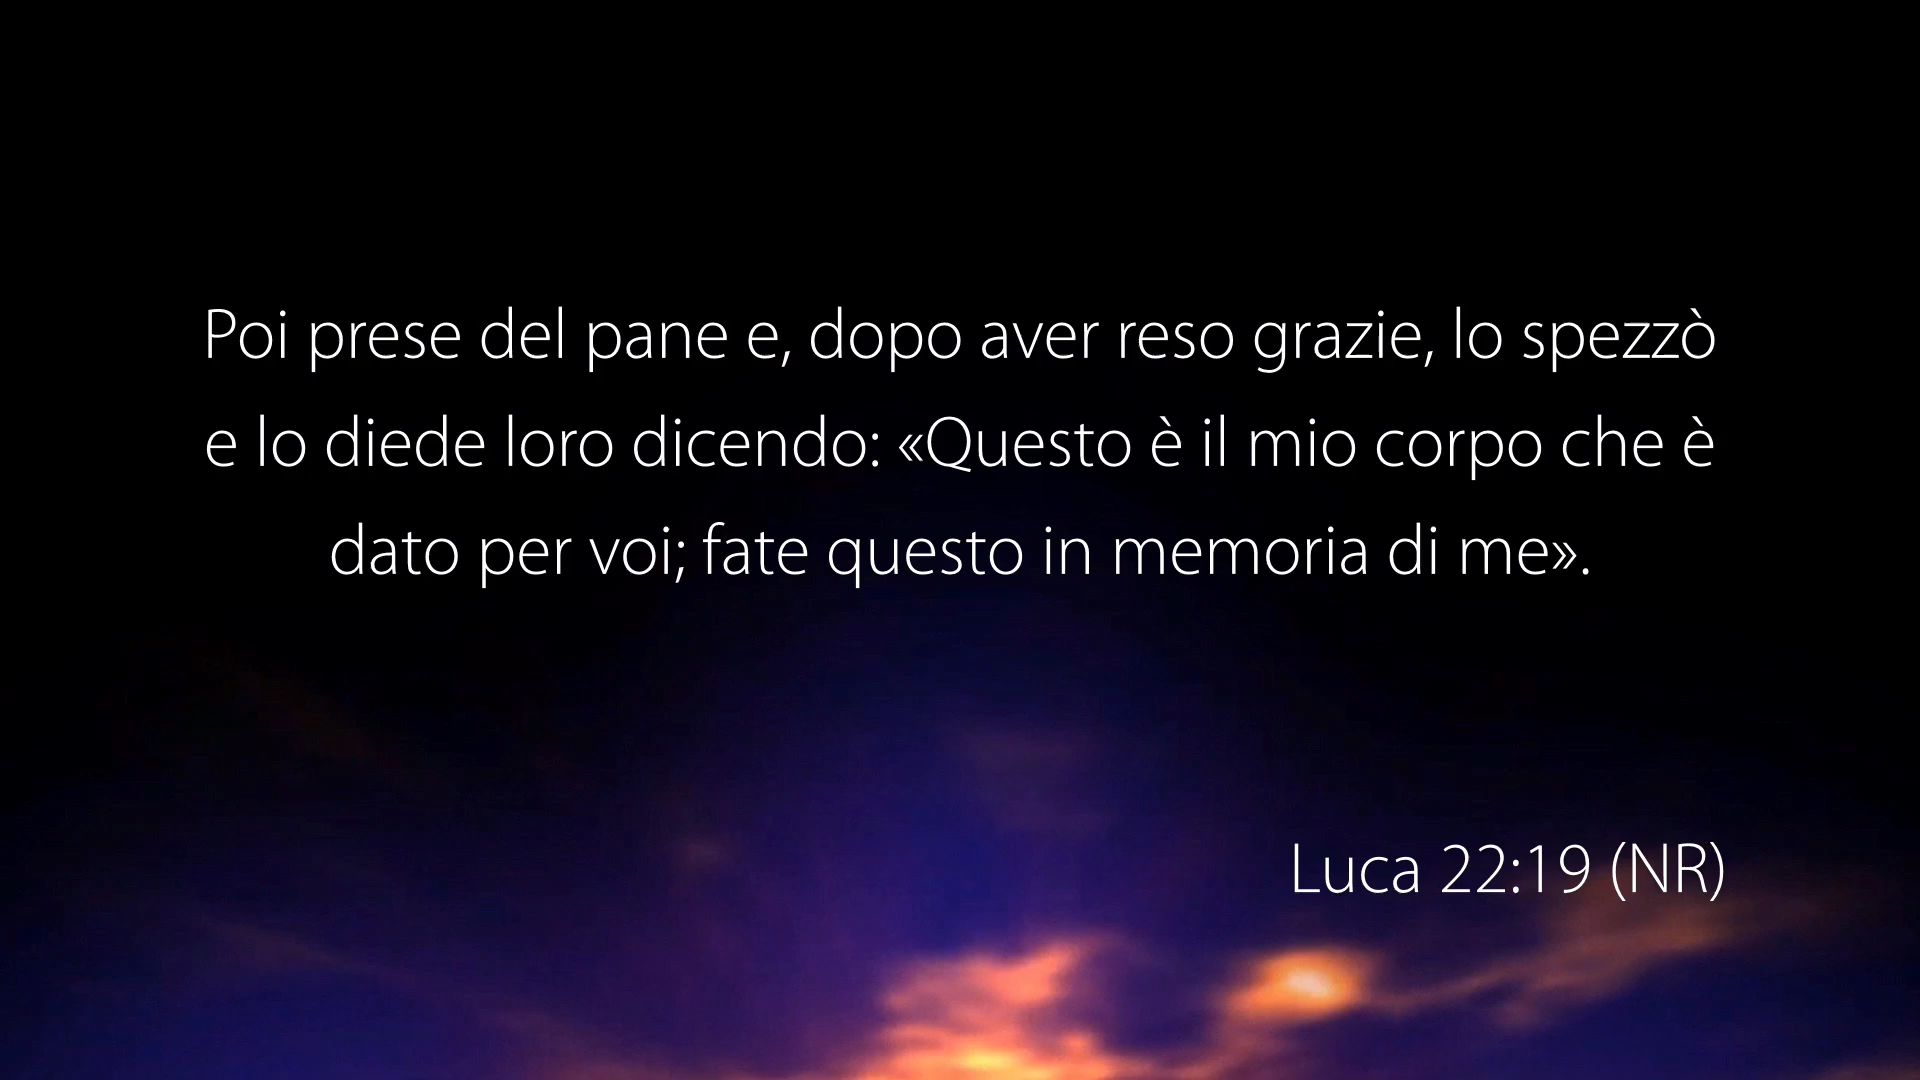 Poi prese del pane e, dopo aver reso grazie, lo spezzò
e lo diede loro dicendo: «Questo è il mio corpo che è
dato per voi; fate questo in memoria di me».
Luca 22:19 (NR)